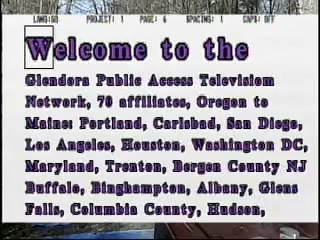 LANG:80 PROJECT: 1 PAGE: 6 SPACING: 1 CAPS: OFF
Welcome to the
Glendora Public Access Televisiom
Network, 70 affiliates, Oregon to
Maine: Portland, Carlsbad, San Diego,
Los Angeles, Houston, Washington DC,
Maryland, Trenton, Bergen County NJ
Buffalo, Binghampton, Albany, Glens
Falls, Columbia County, Hudson,